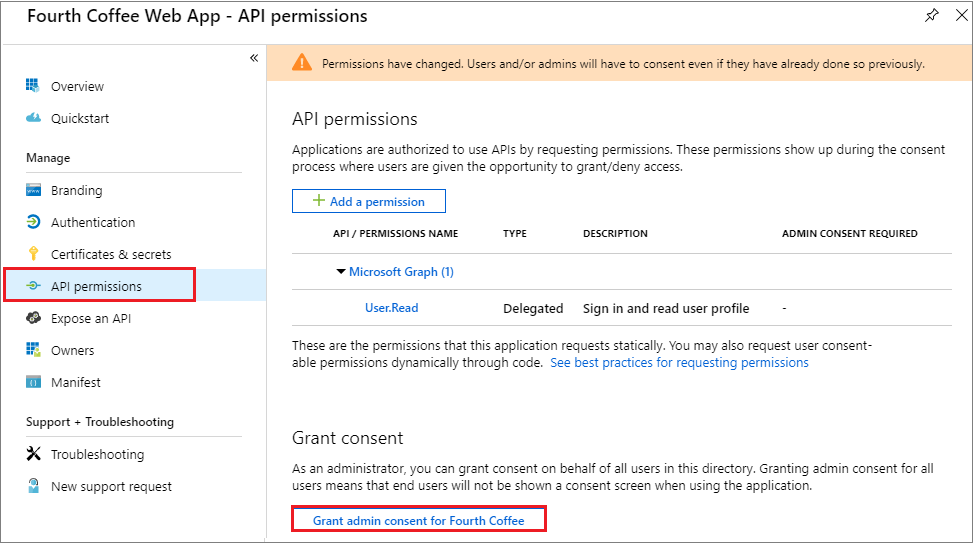 Fourth Coffee Web App - API permissions
Overview
Quickstart
Manage
Branding
Authentication
Certificates & secrets
API permissions
Expose an API
Owners
Manifest
Support + Troubleshooting
Troubleshooting
New support request
Permissions have changed. Users and/or admins will have to consent even if they have already done so previously.
API permissions
Applications are authorized to use APIs by requesting permissions. These permissions show up during the consent
process where users are given the opportunity to grant/deny access.
Add a permission
API / PERMISSIONS NAME TYPE DESCRIPTION ADMIN CONSENT REQUIRED
Microsoft Graph (1)
User.Read Delegated Sign in and read user profile -
These are the permissions that this application requests statically. You may also request user consent-
able permissions dynamically through code. See best practices for requesting permissions
Grant consent
As an administrator, you can grant consent on behalf of all users in this directory. Granting admin consent for all
users means that end users will not be shown a consent screen when using the application.
Grant admin consent for Fourth Coffee